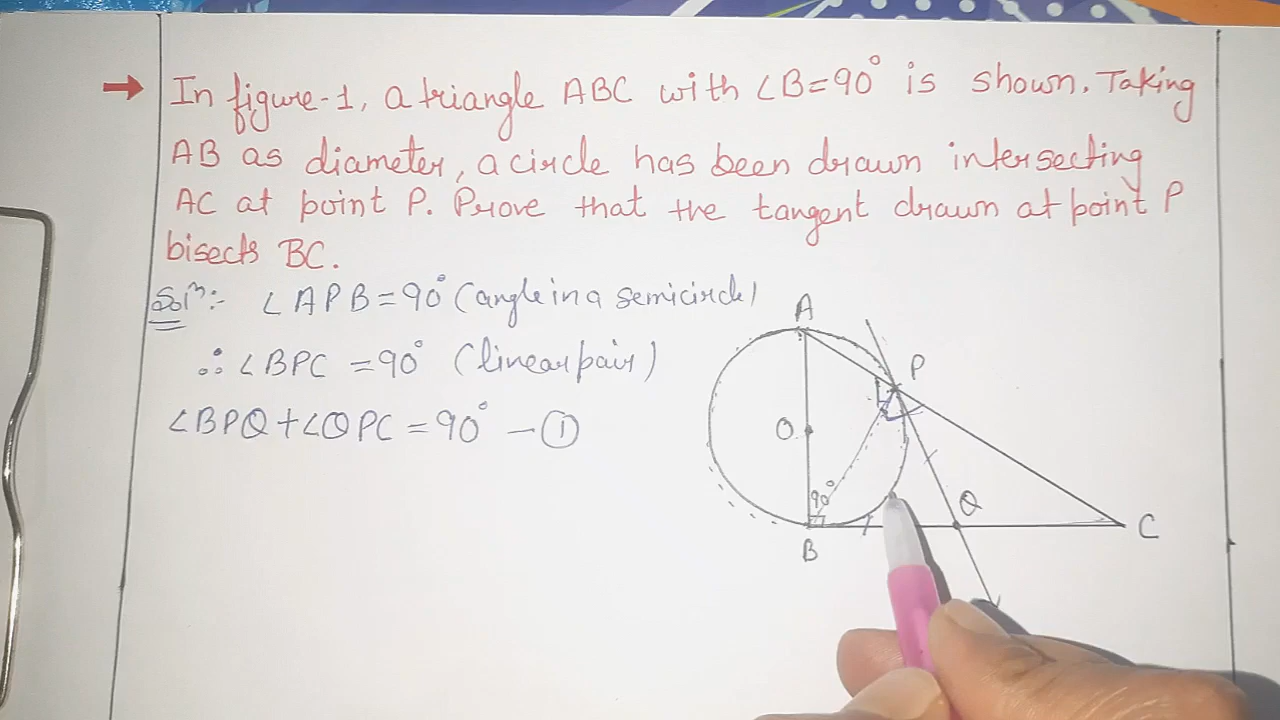 → In figure-1, a triangle ABC with ∠B=90° is shown. Taking
AB as diameter, a circle has been drawn intersecting
AC at point P. Prove that the tangent drawn at point P
bisects BC.
Solⁿ:- ∠APB=90° (angle in a semicircle)
∴ ∠BPC =90° (linear pair)
∠BPQ+∠QPC=90° —①
A
P
O
90°
Q
B
C